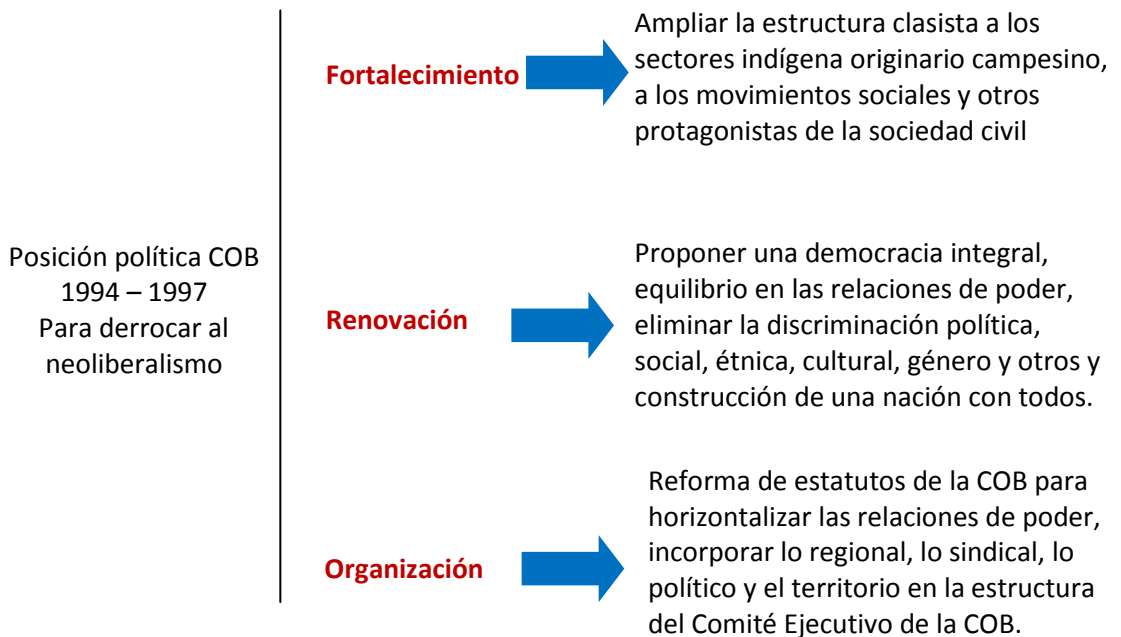 Posición política COB
1994 – 1997
Para derrocar al
neoliberalismo
Fortalecimiento
Ampliar la estructura clasista a los
sectores indígena originario campesino,
a los movimientos sociales y otros
protagonistas de la sociedad civil
Renovación
Proponer una democracia integral,
equilibrio en las relaciones de poder,
eliminar la discriminación política,
social, étnica, cultural, género y otros y
construcción de una nación con todos.
Organización
Reforma de estatutos de la COB para
horizontalizar las relaciones de poder,
incorporar lo regional, lo sindical, lo
político y el territorio en la estructura
del Comité Ejecutivo de la COB.